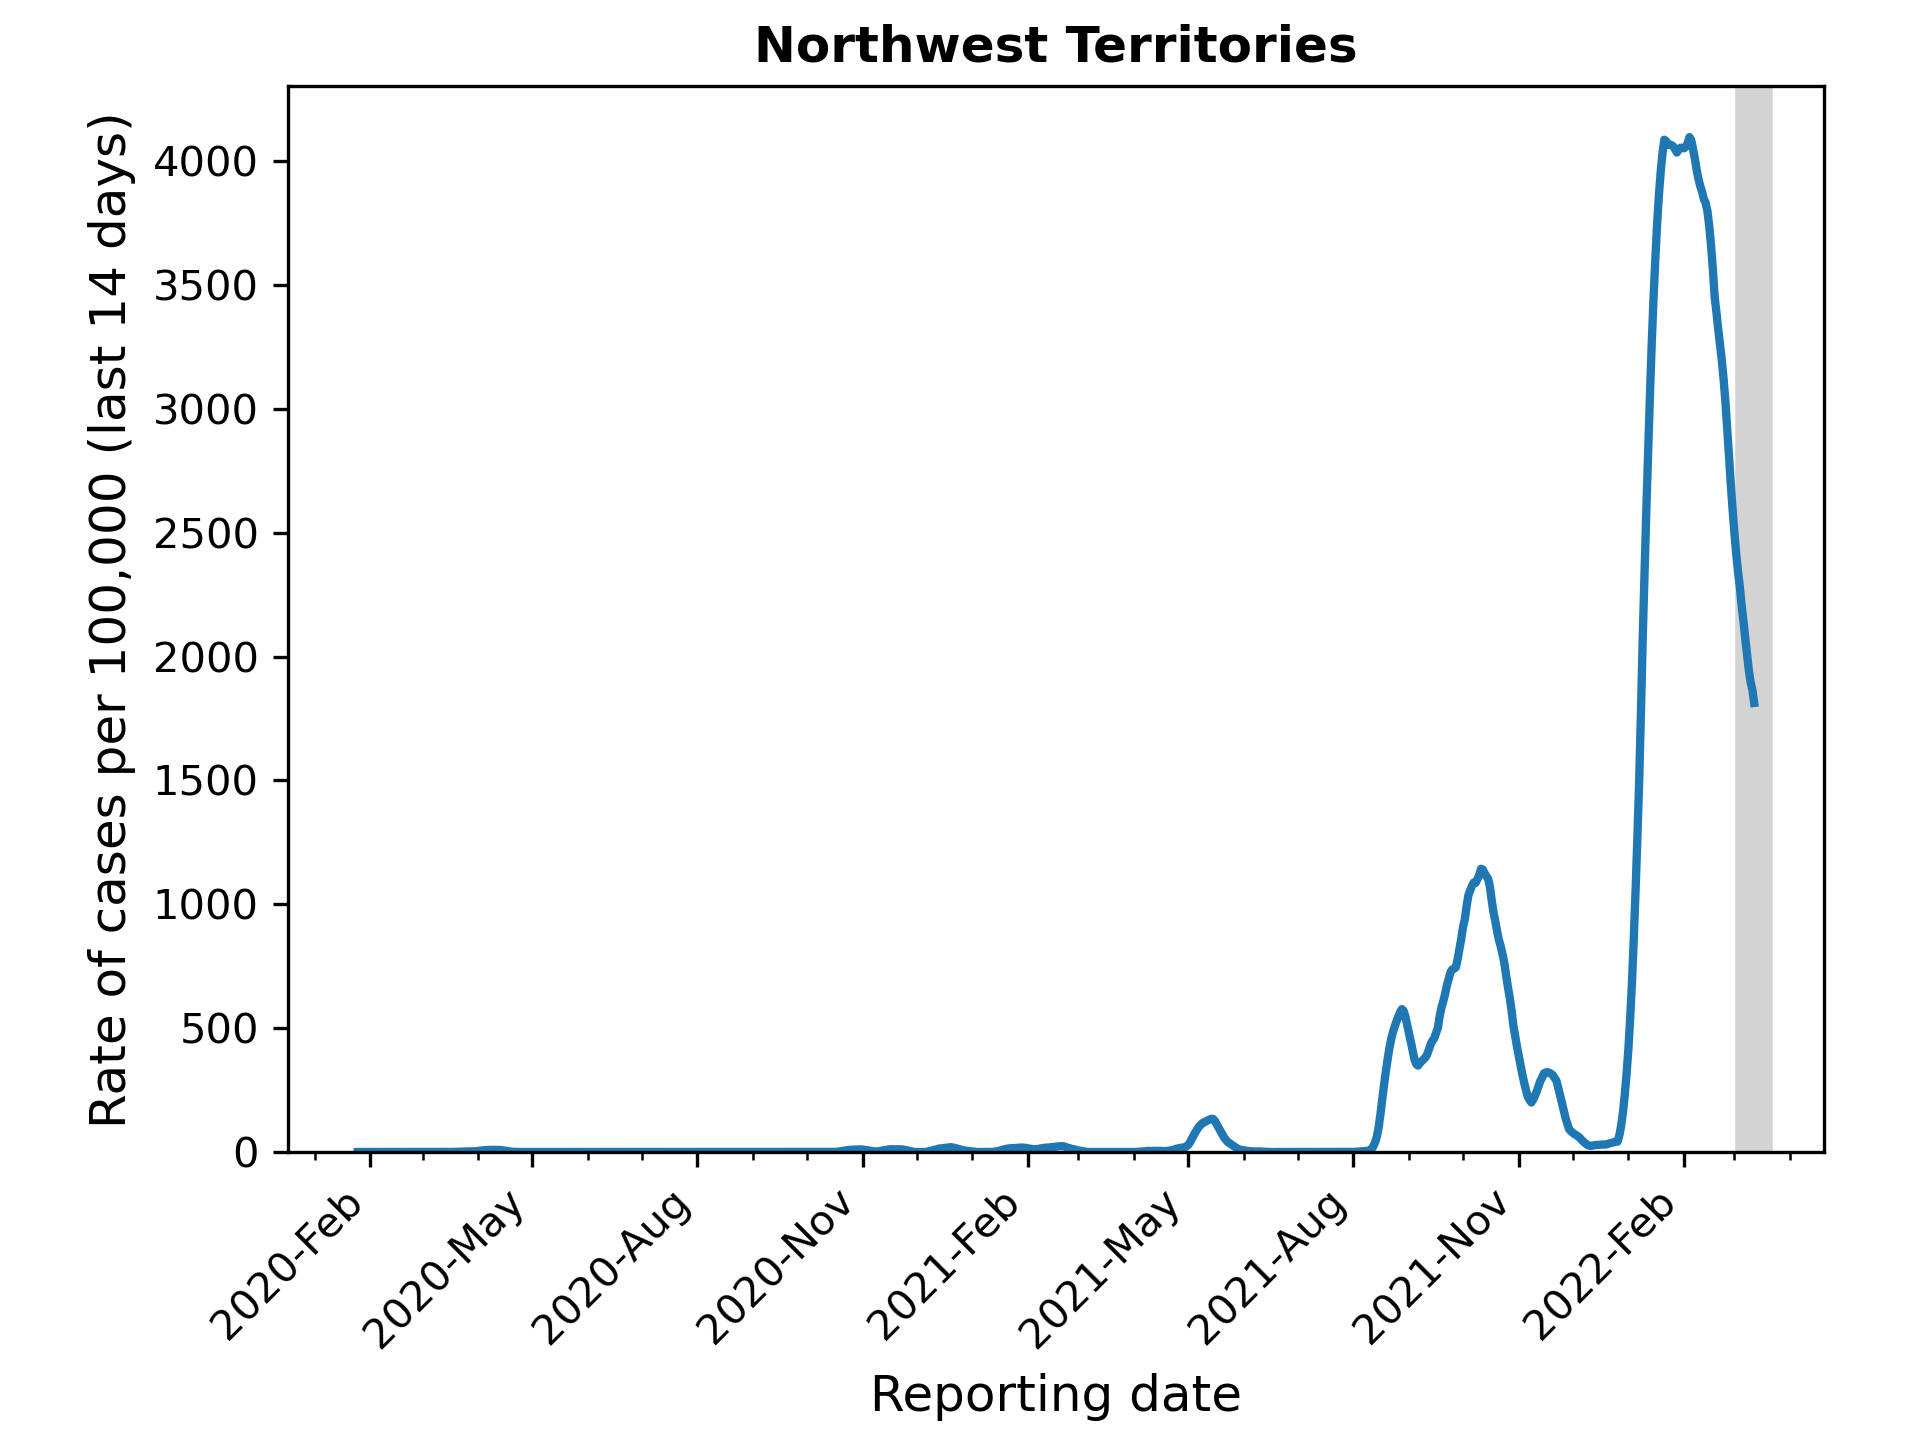 Northwest Territories
Rate of cases per 100,000 (last 14 days)
4000
3500
3000
2500
2000
1500
1000
500
0
2020-Feb
2020-May
2020-Aug
2020-Nov
2021-Feb
2021-May
2021-Aug
2021-Nov
2022-Feb
Reporting date